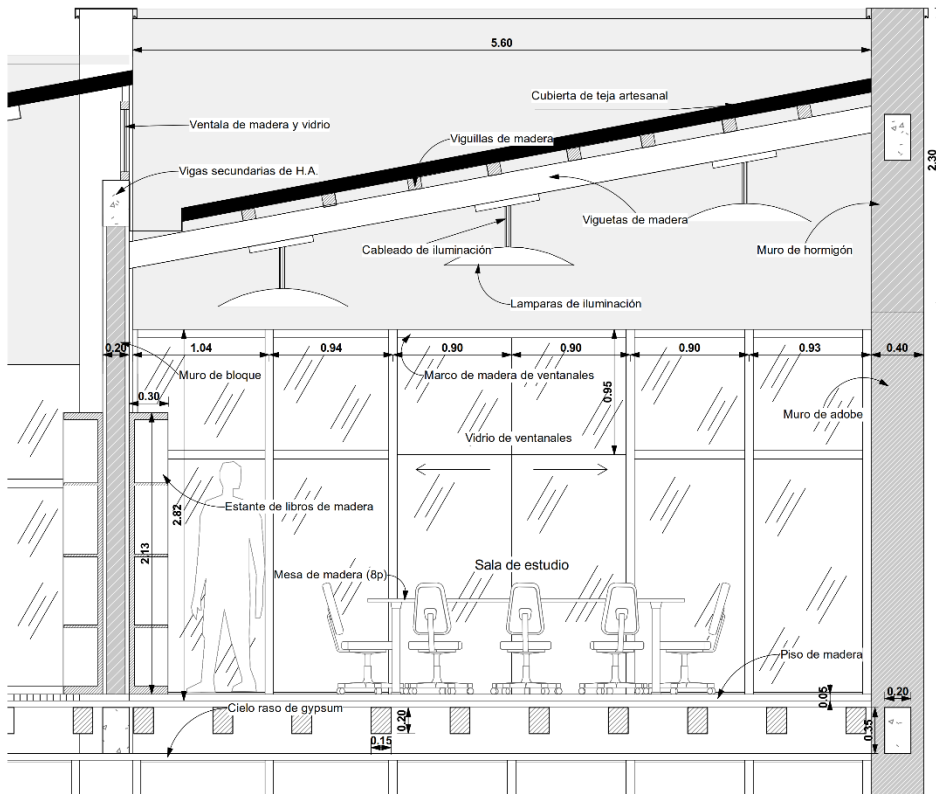 5.60
Cubierta de teja artesanal
Ventala de madera y vidrio
Viguillas de madera
2.30
Vigas secundarias de H.A.
Viguetas de madera
Cableado de iluminación
Muro de hormigón
Lamparas de iluminación
0.20
1.04
0.94
0.90
0.90
0.90
0.93
0.40
Muro de bloque
Marco de madera de ventanales
0.95
0.30
Muro de adobe
Vidrio de ventanales
Estante de libros de madera
2.82
2.13
Sala de estudio
Mesa de madera (8p)
Piso de madera
0.05
0.20
Cielo raso de gypsum
0.20
0.35
0.15